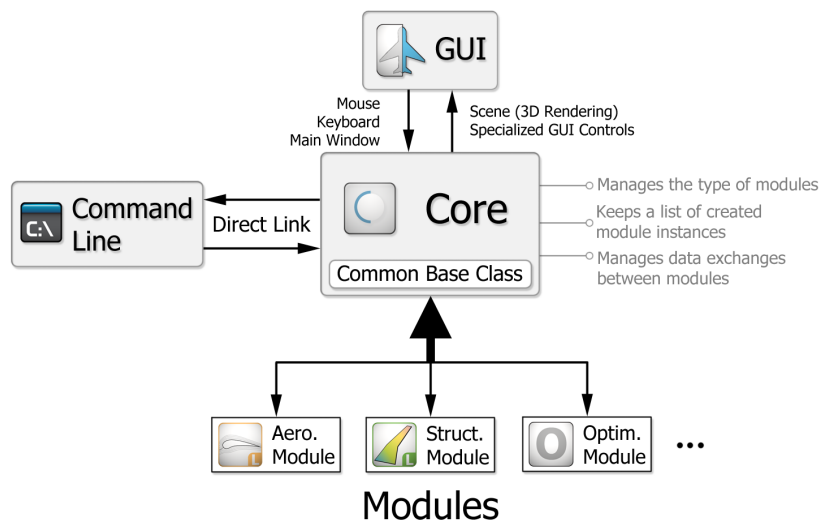 GUI
Mouse
Keyboard
Main Window
Scene (3D Rendering)
Specialized GUI Controls
C:\
Command
Line
Direct Link
Core
Common Base Class
Manages the type of modules
Keeps a list of created
module instances
Manages data exchanges
between modules
Aero.
Module
L
Struct.
Module
L
O
Optim.
Module
...
Modules